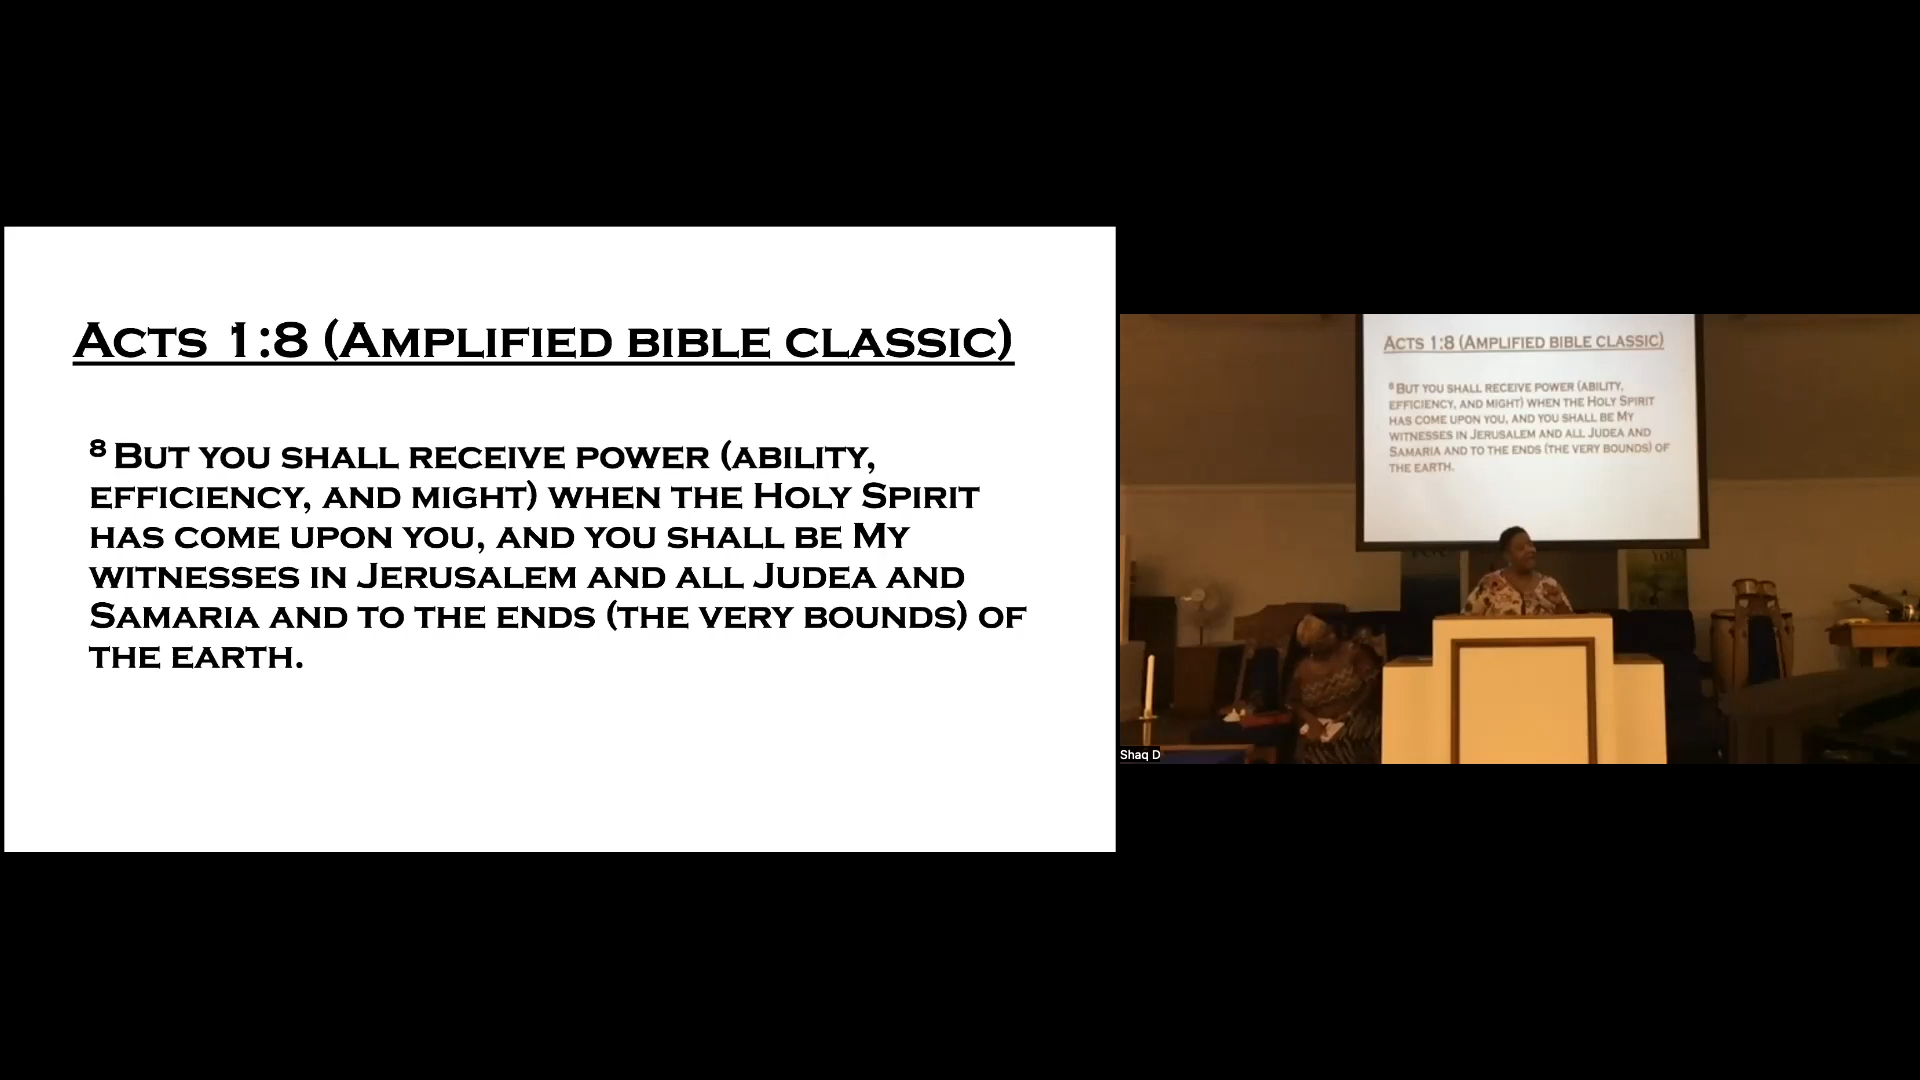 Acts 1:8 (Amplified bible classic)
8 But you shall receive power (ability,
efficiency, and might) when the Holy Spirit
has come upon you, and you shall be My
witnesses in Jerusalem and all Judea and
Samaria and to the ends (the very bounds) of
the earth.
Acts 1:8 (Amplified bible classic)
8 But you shall receive power (ability,
efficiency, and might) when the Holy Spirit
has come upon you, and you shall be My
witnesses in Jerusalem and all Judea and
Samaria and to the ends (the very bounds) of
the earth.
YOU
Shaq D